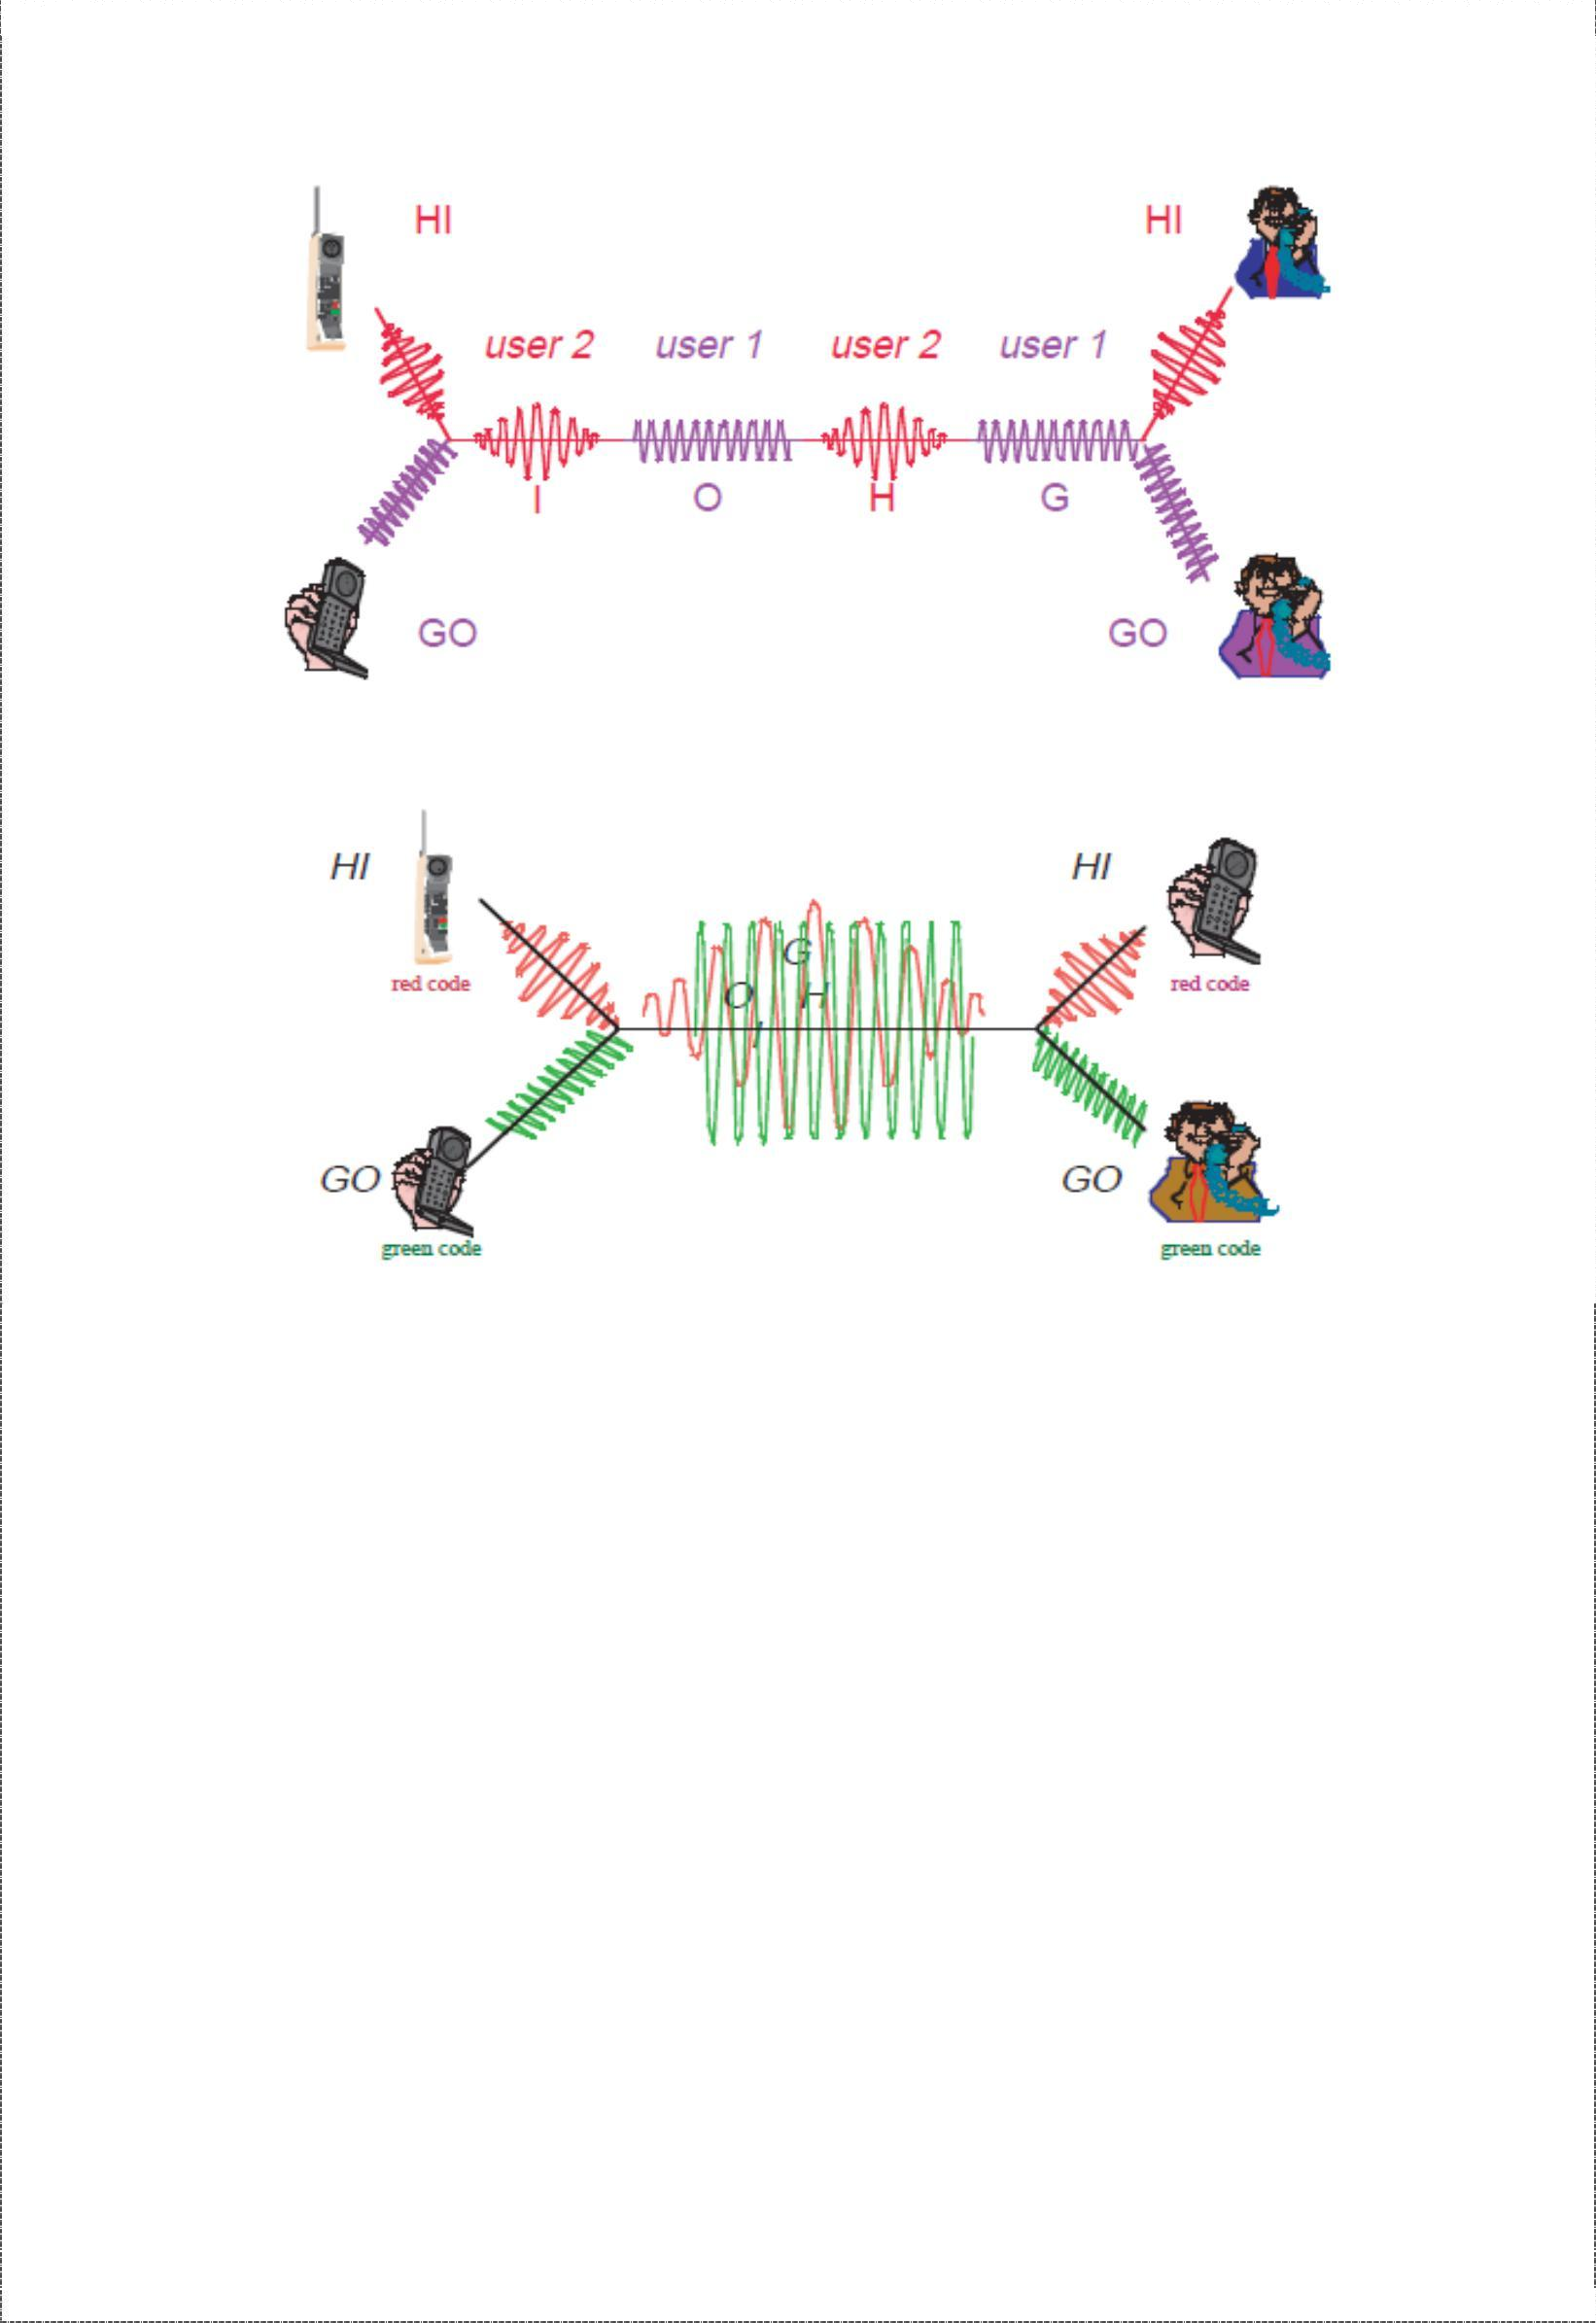 HI HI
user 2 user 1 user 2 user 1
I O H G
GO GO
HI HI
G
O H
I
red code red code
GO GO
green code green code